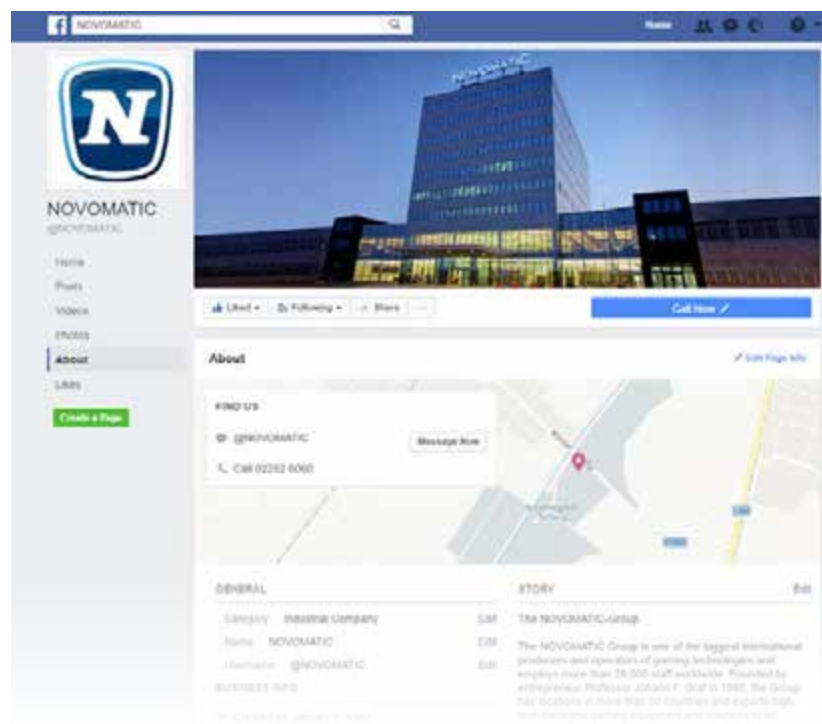 NOVOMATIC
Home
N
NOVOMATIC
NOVOMATIC
@NOVOMATIC
Home
Posts
Videos
Photos
About
Likes
Create a Page
Liked
Following
Share
Call Now
About
Edit Page Info
FIND US
@NOVOMATIC
Message Now
Call 02252 6060
GENERAL
Category Industrial Company Edit
Name NOVOMATIC Edit
Username @NOVOMATIC Edit
BUSINESS INFO
STORY Edit
The NOVOMATIC-Group
The NOVOMATIC Group is one of the biggest international
producers and operators of gaming technologies and
employs more than 26.000 staff worldwide. Founded by
entrepreneur Professor Johann F. Graf in 1980, the Group
has locations in more than 50 countries and exports high-